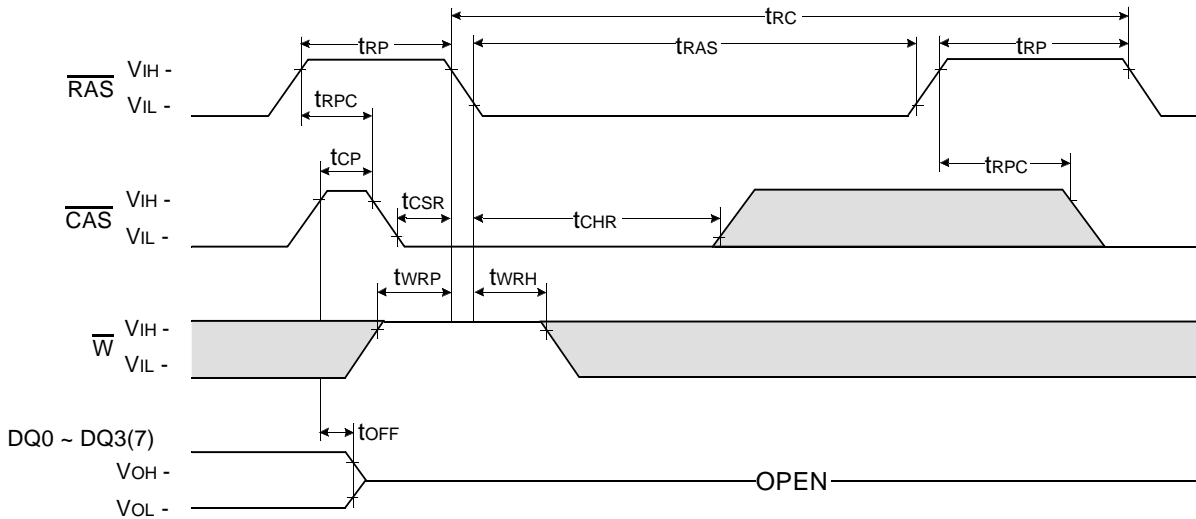 tRC
tRP
tRAS
tRP
RAS
VIH -
VIL -
tRPC
tCP
tRPC
CAS
VIH -
VIL -
tCSR
tCHR
tWRP
tWRH
W
VIH -
VIL -
tOFF
DQ0 ~ DQ3(7)
VOH -
VOL -
OPEN